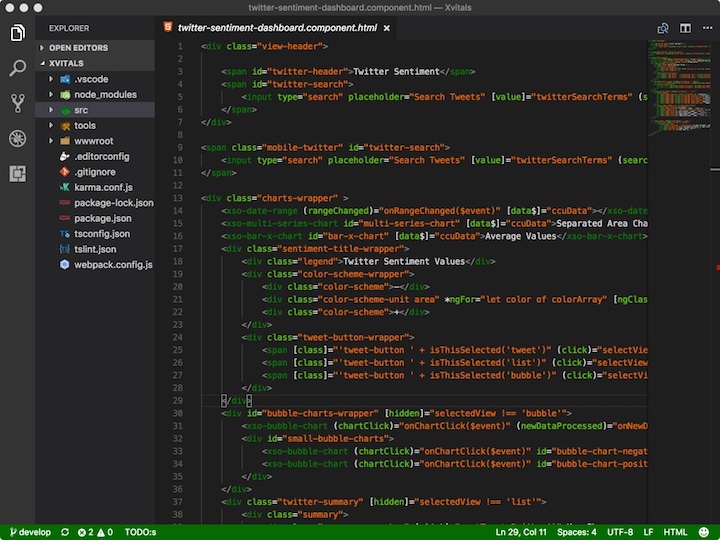 twitter-sentiment-dashboard.component.html — Xvitals
EXPLORER
OPEN EDITORS
XVITALS
.vscode
node_modules
src
tools
wwwroot
.editorconfig
.gitignore
karma.conf.js
package-lock.json
package.json
tsconfig.json
tslint.json
webpack.config.js
twitter-sentiment-dashboard.component.html ×
1 <div class="view-header">
2
3 <span id="twitter-header">Twitter Sentiment</span>
4 <span id="twitter-search">
5 <input type="search" placeholder="Search Tweets" [value]="twitterSearchTerms" (s
6 </span>
7 </div>
8
9 <span class="mobile-twitter" id="twitter-search">
10 <input type="search" placeholder="Search Tweets" [value]="twitterSearchTerms" (searc
11 </span>
12
13 <div class="charts-wrapper" >
14 <xso-date-range (rangeChanged)="onRangeChanged($event)" [data$]="ccuData"></xso-date
15 <xso-multi-series-chart id="multi-series-chart" [data$]="ccuData">Separated Area Cha
16 <xso-bar-x-chart id="bar-x-chart" [data$]="ccuData">Average Values</xso-bar-x-chart>
17 <div class="sentiment-title-wrapper">
18 <div class="legend">Twitter Sentiment Values</div>
19 <div class="color-scheme-wrapper">
20 <div class="color-scheme">—</div>
21 <div class="color-scheme-unit area" *ngFor="let color of colorArray" [ngClas
22 <div class="color-scheme">+</div>
23 </div>
24 <div class="tweet-button-wrapper">
25 <span [class]="'tweet-button ' + isThisSelected('tweet')" (click)="selectVie
26 <span [class]="'tweet-button ' + isThisSelected('list')" (click)="selectView
27 <span [class]="'tweet-button ' + isThisSelected('bubble')" (click)="selectVi
28 </div>
29 </div>
30 <div id="bubble-charts-wrapper" [hidden]="selectedView !== 'bubble'">
31 <xso-bubble-chart (chartClick)="onChartClick($event)" (newDataProcessed)="onNewD
32 <div id="small-bubble-charts">
33 <xso-bubble-chart (chartClick)="onChartClick($event)" id="bubble-chart-negat
34 <xso-bubble-chart (chartClick)="onChartClick($event)" id="bubble-chart-posit
35 </div>
36 </div>
37 <div class="twitter-summary" [hidden]="selectedView !== 'list'">
38 <div class="summary">
develop 2 0 TODO:s Ln 29, Col 11 Spaces: 4 UTF-8 LF HTML